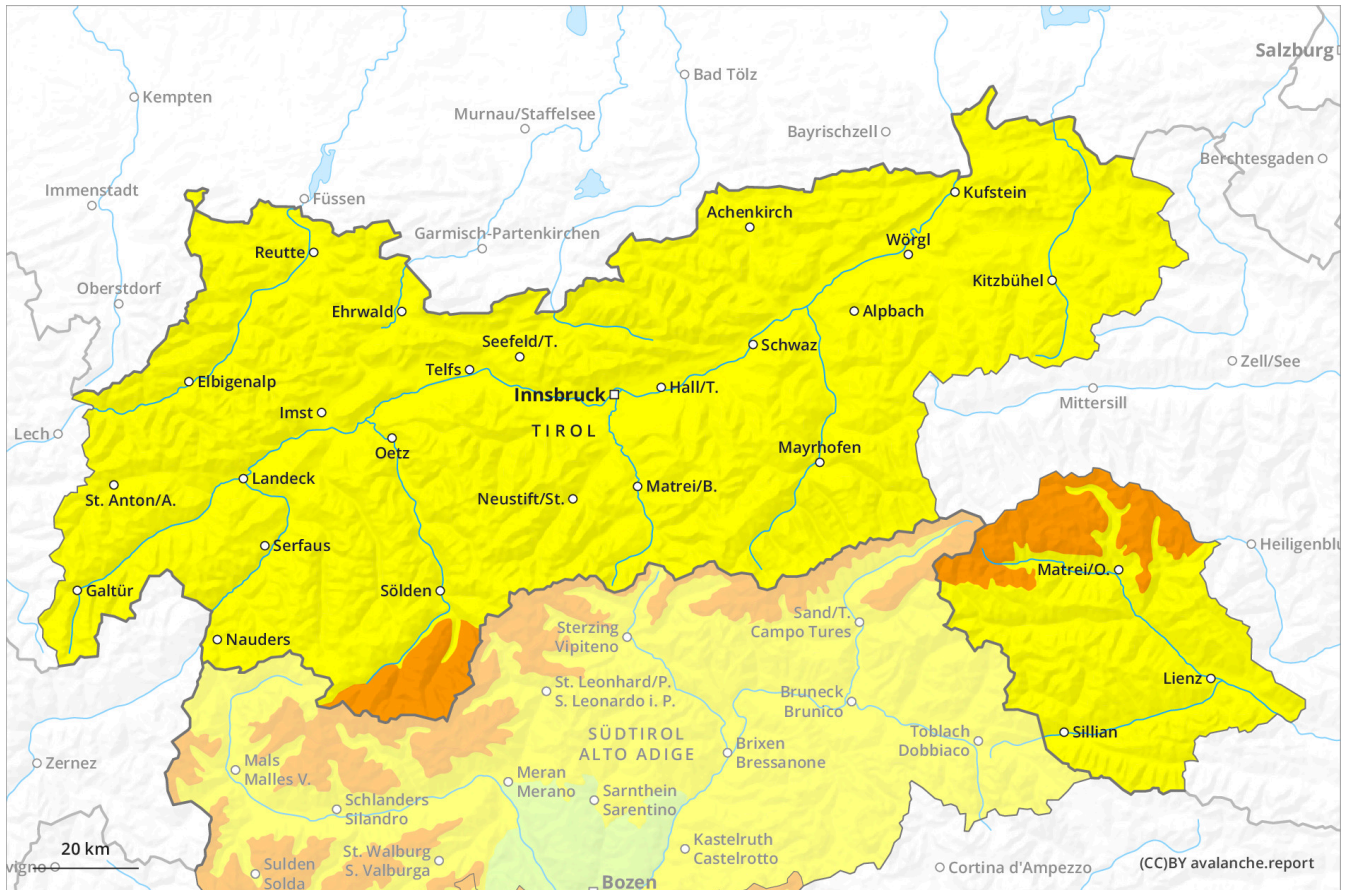 Salzburg
Bad Tölz
Kempten
Murnau/Staffelsee
Bayrischzell
Berchtesgaden
Immenstadt
Füssen
Kufstein
Achenkirch
Garmisch-Partenkirchen
Wörgl
Reutte
Kitzbühel
Oberstdorf
Ehrwald
Alpbach
Seefeld/T.
Schwaz
Zell/See
Telfs
Elbigenalp
Hall/T.
Innsbruck
Mittersill
Imst
TIROL
Lech
Oetz
Mayrhofen
Landeck
Matrei/B.
St. Anton/A.
Neustift/St.
Serfaus
Heiligenblu
Matrei/O.
Galtür
Sölden
Sand/T.
Campo Tures
Sterzing
Vipiteno
Nauders
Lienz
St. Leonhard/P.
S. Leonardo i. P.
Bruneck
Brunico
Toblach
Dobbiaco
Sillian
SÜDTIROL
ALTO ADIGE
Brixen
Bressanone
Zernez
Mals
Malles V.
Meran
Merano
Sarnthein
Sarentino
Schlanders
Silandro
20 km
Kastelruth
Castelrotto
St. Walburg
S. Valburga
vigno
Sulden
Solda
Cortina d'Ampezzo
(CC)BY avalanche.report
Bozen